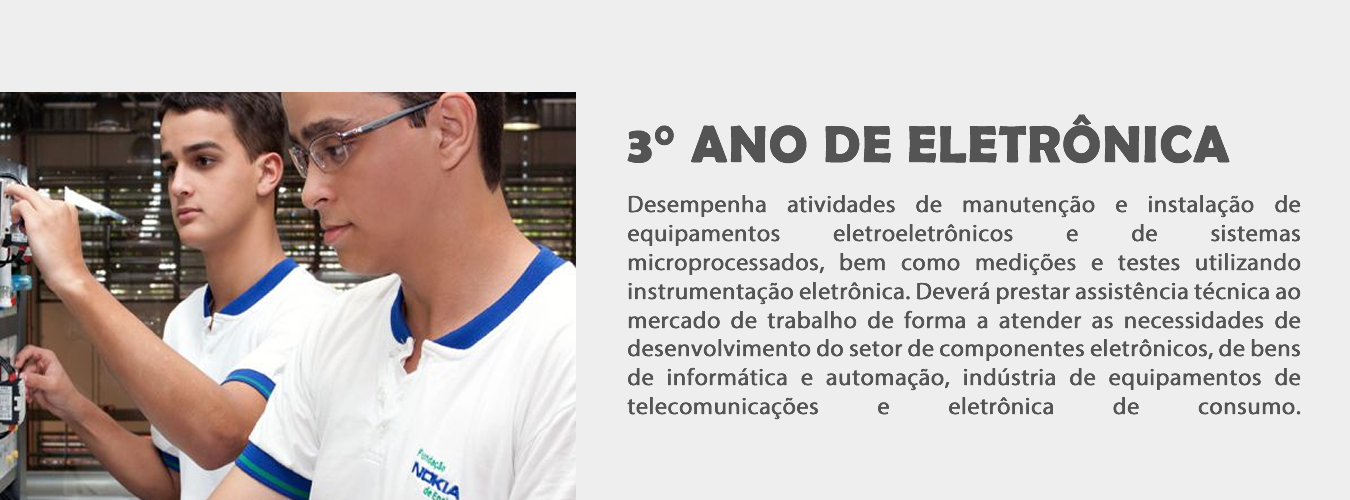 3º ANO DE ELETRÔNICA
Desempenha atividades de manutenção e instalação de
equipamentos eletroeletrônicos e de sistemas
microprocessados, bem como medições e testes utilizando
instrumentação eletrônica. Deverá prestar assistência técnica ao
mercado de trabalho de forma a atender as necessidades de
desenvolvimento do setor de componentes eletrônicos, de bens
de informática e automação, indústria de equipamentos de
telecomunicações e eletrônica de consumo.
Fundação
NOKIA
de